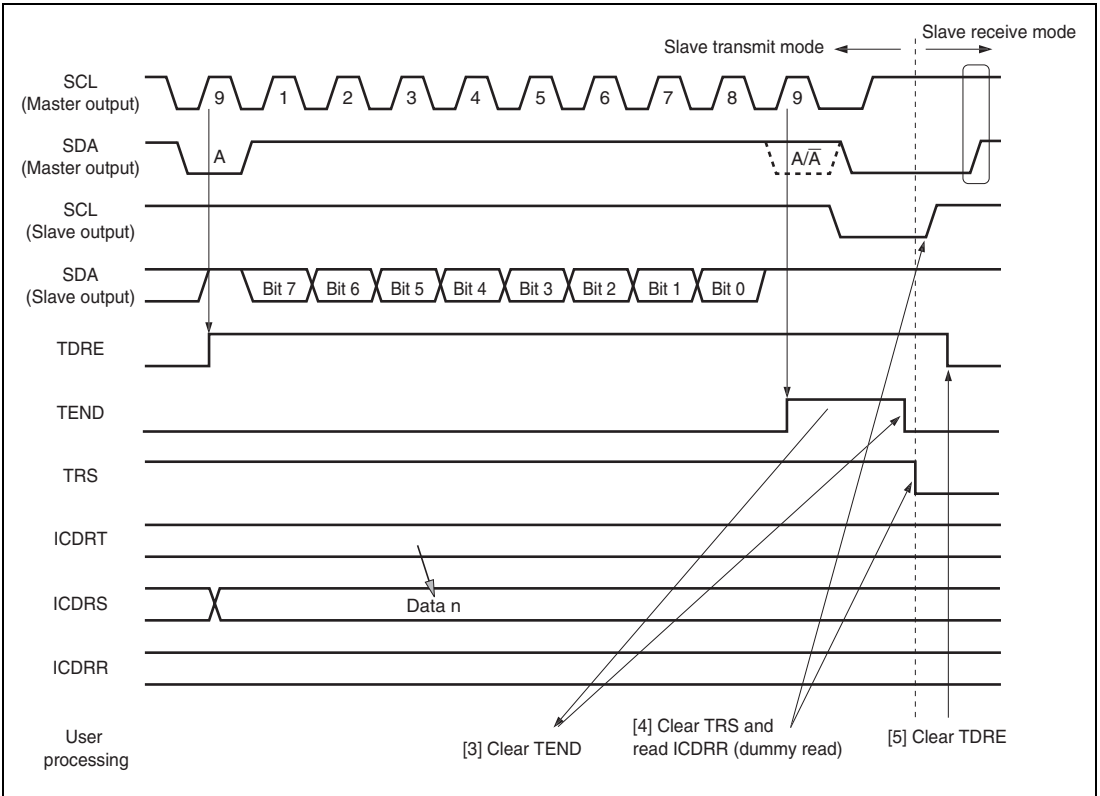 Slave transmit mode
Slave receive mode
SCL
(Master output)
9 1 2 3 4 5 6 7 8 9
SDA
(Master output)
A
A/A̅
SCL
(Slave output)
SDA
(Slave output)
Bit 7 Bit 6 Bit 5 Bit 4 Bit 3 Bit 2 Bit 1 Bit 0
TDRE
TEND
TRS
ICDRT
ICDRS
Data n
ICDRR
User
processing
[3] Clear TEND
[4] Clear TRS and
read ICDRR (dummy read)
[5] Clear TDRE